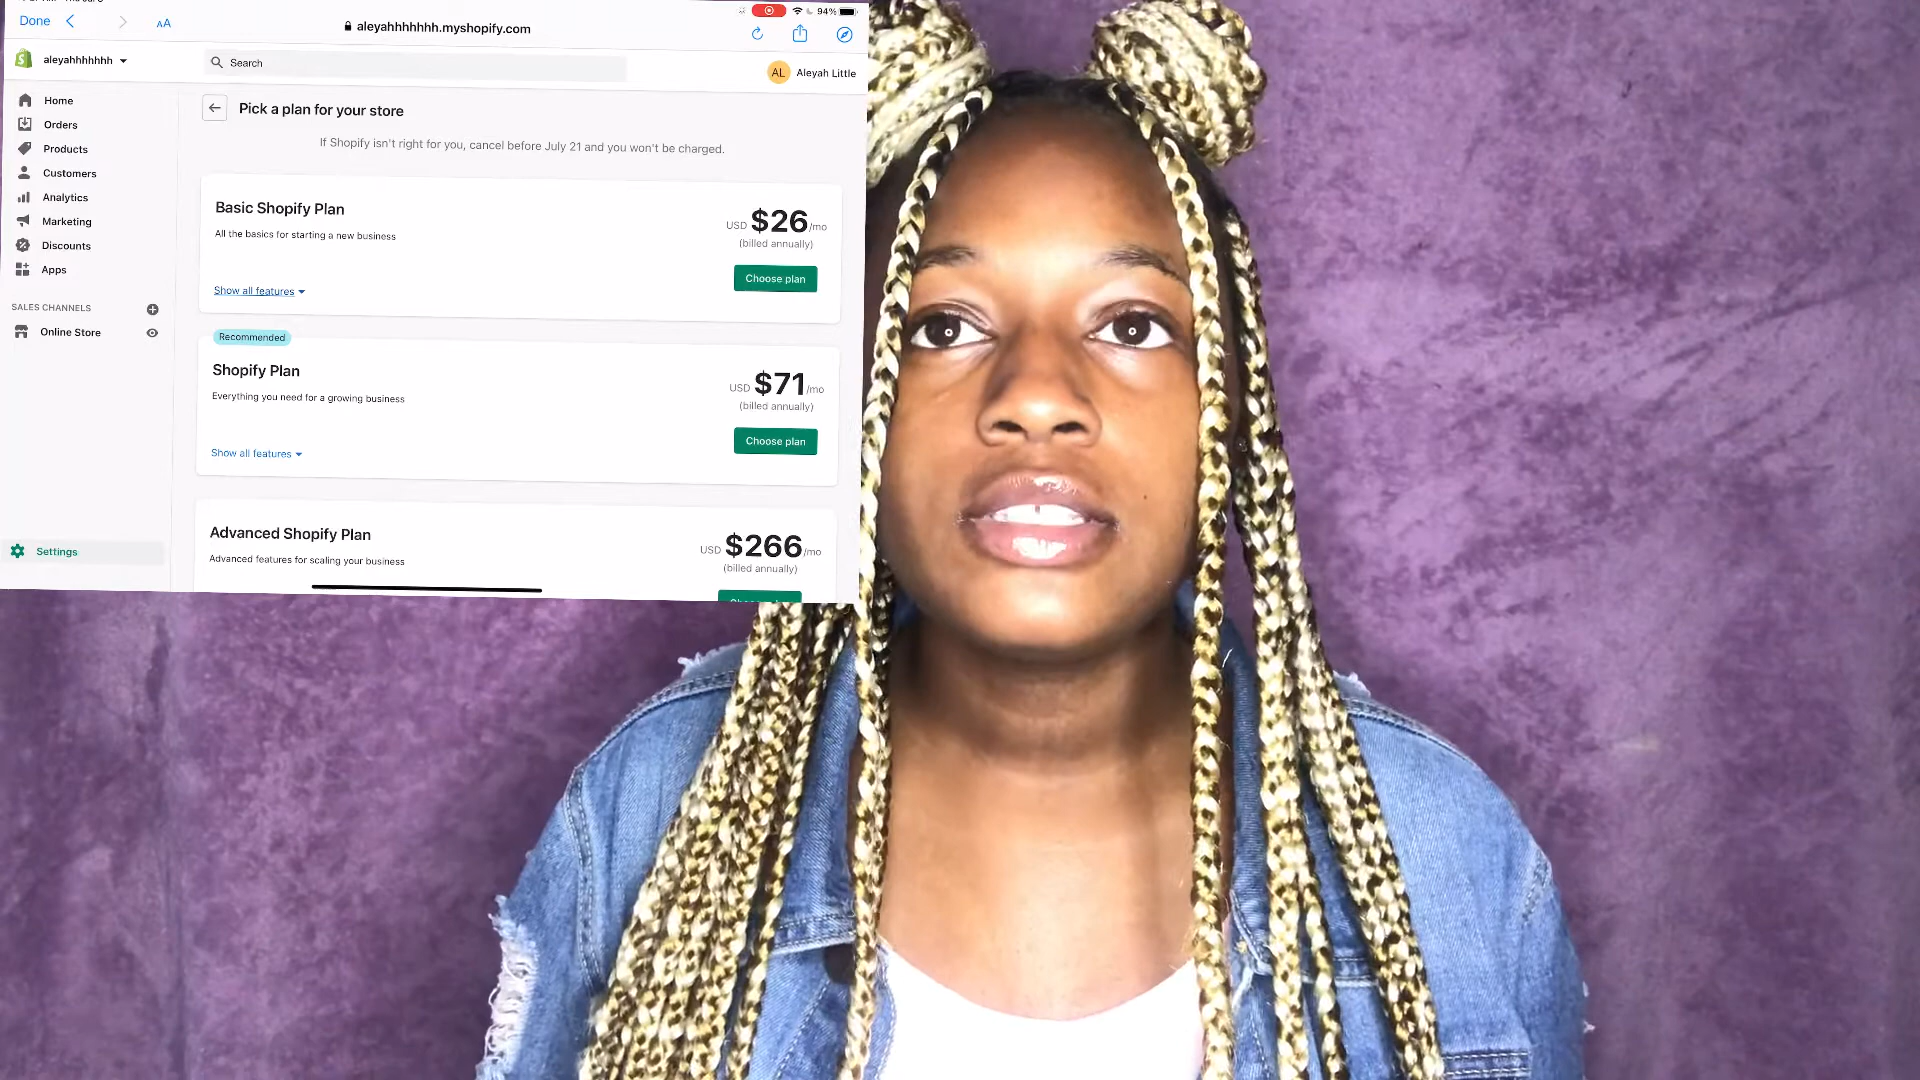 Done
AA
aleyahhhhhhh.myshopify.com
94%
aleyahhhhhhh
Search
AL Aleyah Little
Home
Orders
Products
Customers
Analytics
Marketing
Discounts
Apps
SALES CHANNELS
Online Store
Settings
Pick a plan for your store
If Shopify isn't right for you, cancel before July 21 and you won't be charged.
Basic Shopify Plan
All the basics for starting a new business
USD $26/mo
(billed annually)
Choose plan
Show all features
Recommended
Shopify Plan
Everything you need for a growing business
USD $71/mo
(billed annually)
Choose plan
Show all features
Advanced Shopify Plan
Advanced features for scaling your business
USD $266/mo
(billed annually)